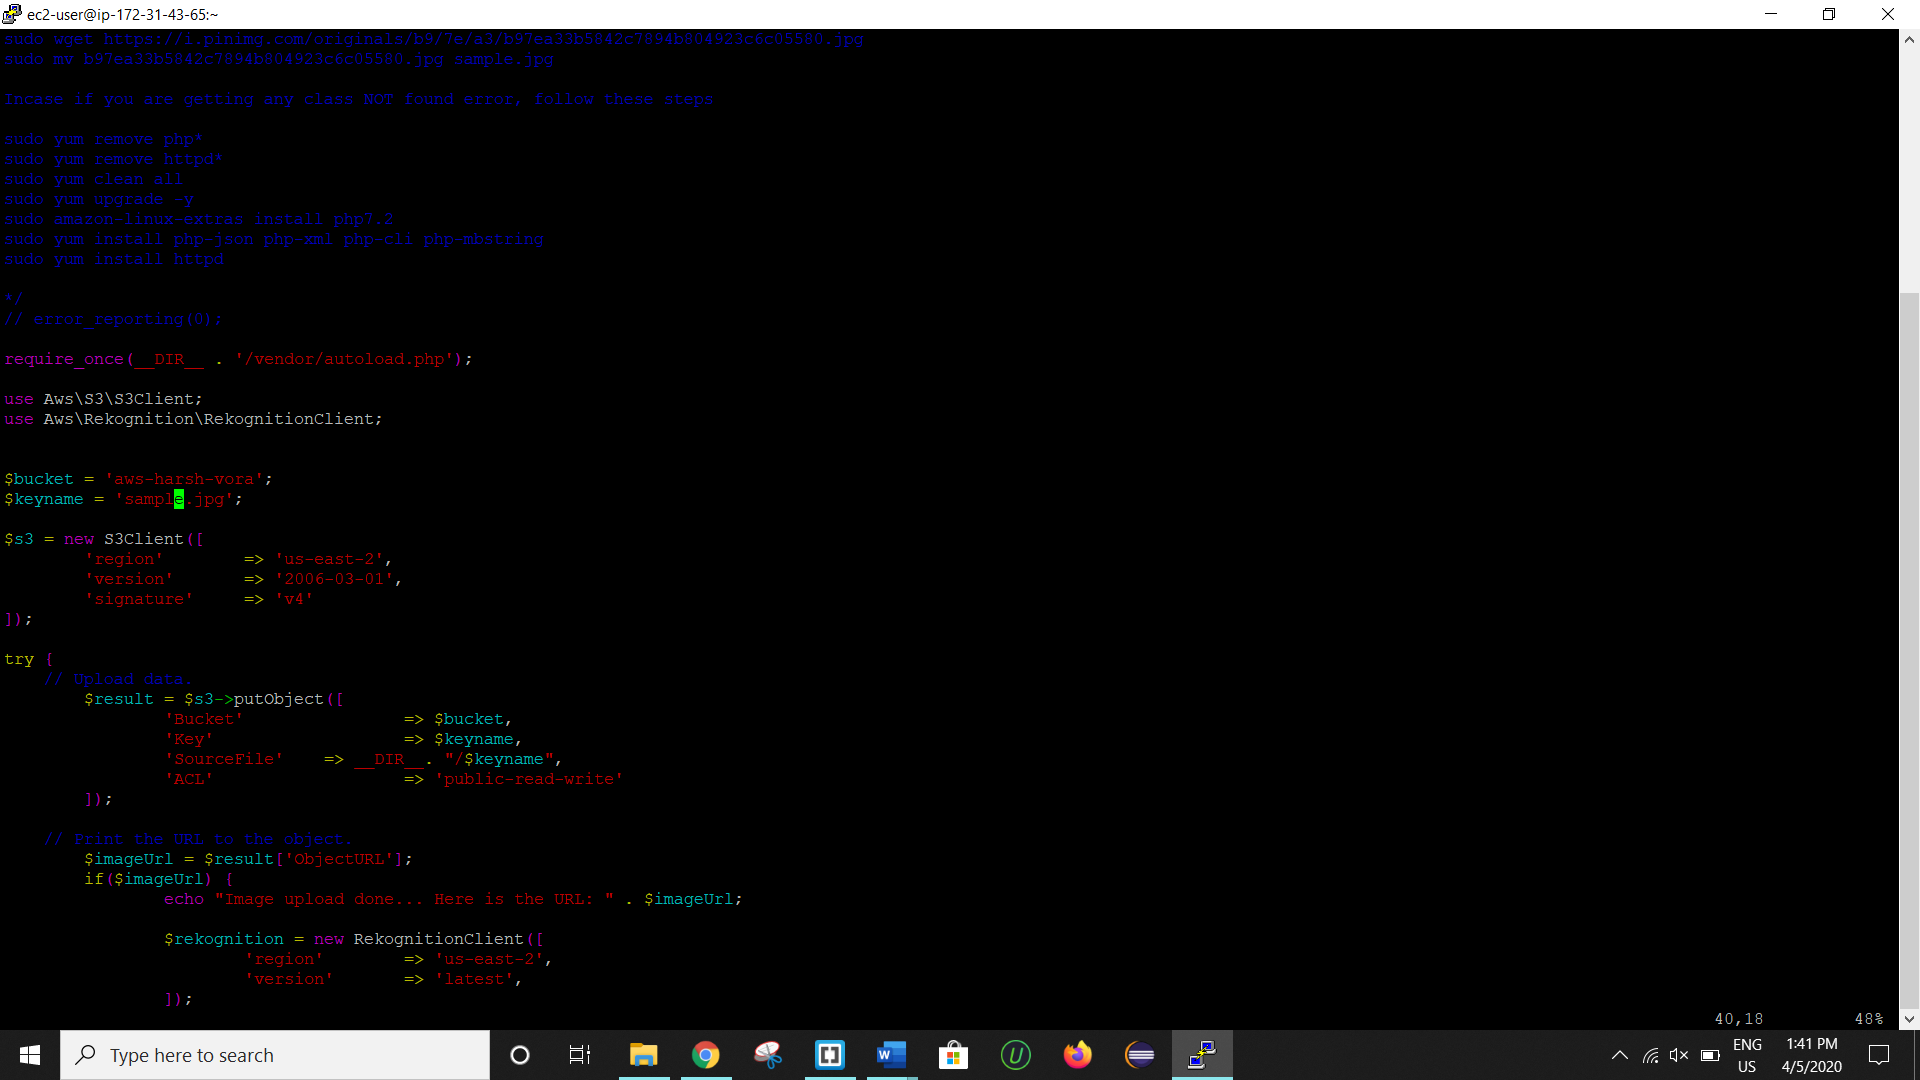 ec2-user@ip-172-31-43-65:~
sudo wget https://i.pinimg.com/originals/b9/7e/a3/b97ea33b5842c7894b804923c6c05580.jpg
sudo mv b97ea33b5842c7894b804923c6c05580.jpg sample.jpg
Incase if you are getting any class NOT found error, follow these steps
sudo yum remove php*
sudo yum remove httpd*
sudo yum clean all
sudo yum upgrade -y
sudo amazon-linux-extras install php7.2
sudo yum install php-json php-xml php-cli php-mbstring
sudo yum install httpd
*/
// error_reporting(0);
require_once(__DIR__ . '/vendor/autoload.php');
use Aws\S3\S3Client;
use Aws\Rekognition\RekognitionClient;
$bucket = 'aws-harsh-vora';
$keyname = 'sample.jpg';
$s3 = new S3Client([
'region' => 'us-east-2',
'version' => '2006-03-01',
'signature' => 'v4'
]);
try {
// Upload data.
$result = $s3->putObject([
'Bucket' => $bucket,
'Key' => $keyname,
'SourceFile' => __DIR__. "/$keyname",
'ACL' => 'public-read-write'
]);
// Print the URL to the object.
$imageUrl = $result['ObjectURL'];
if($imageUrl) {
echo "Image upload done... Here is the URL: " . $imageUrl;
$rekognition = new RekognitionClient([
'region' => 'us-east-2',
'version' => 'latest',
]);
40,18 48%
Type here to search
ENG
US
1:41 PM
4/5/2020